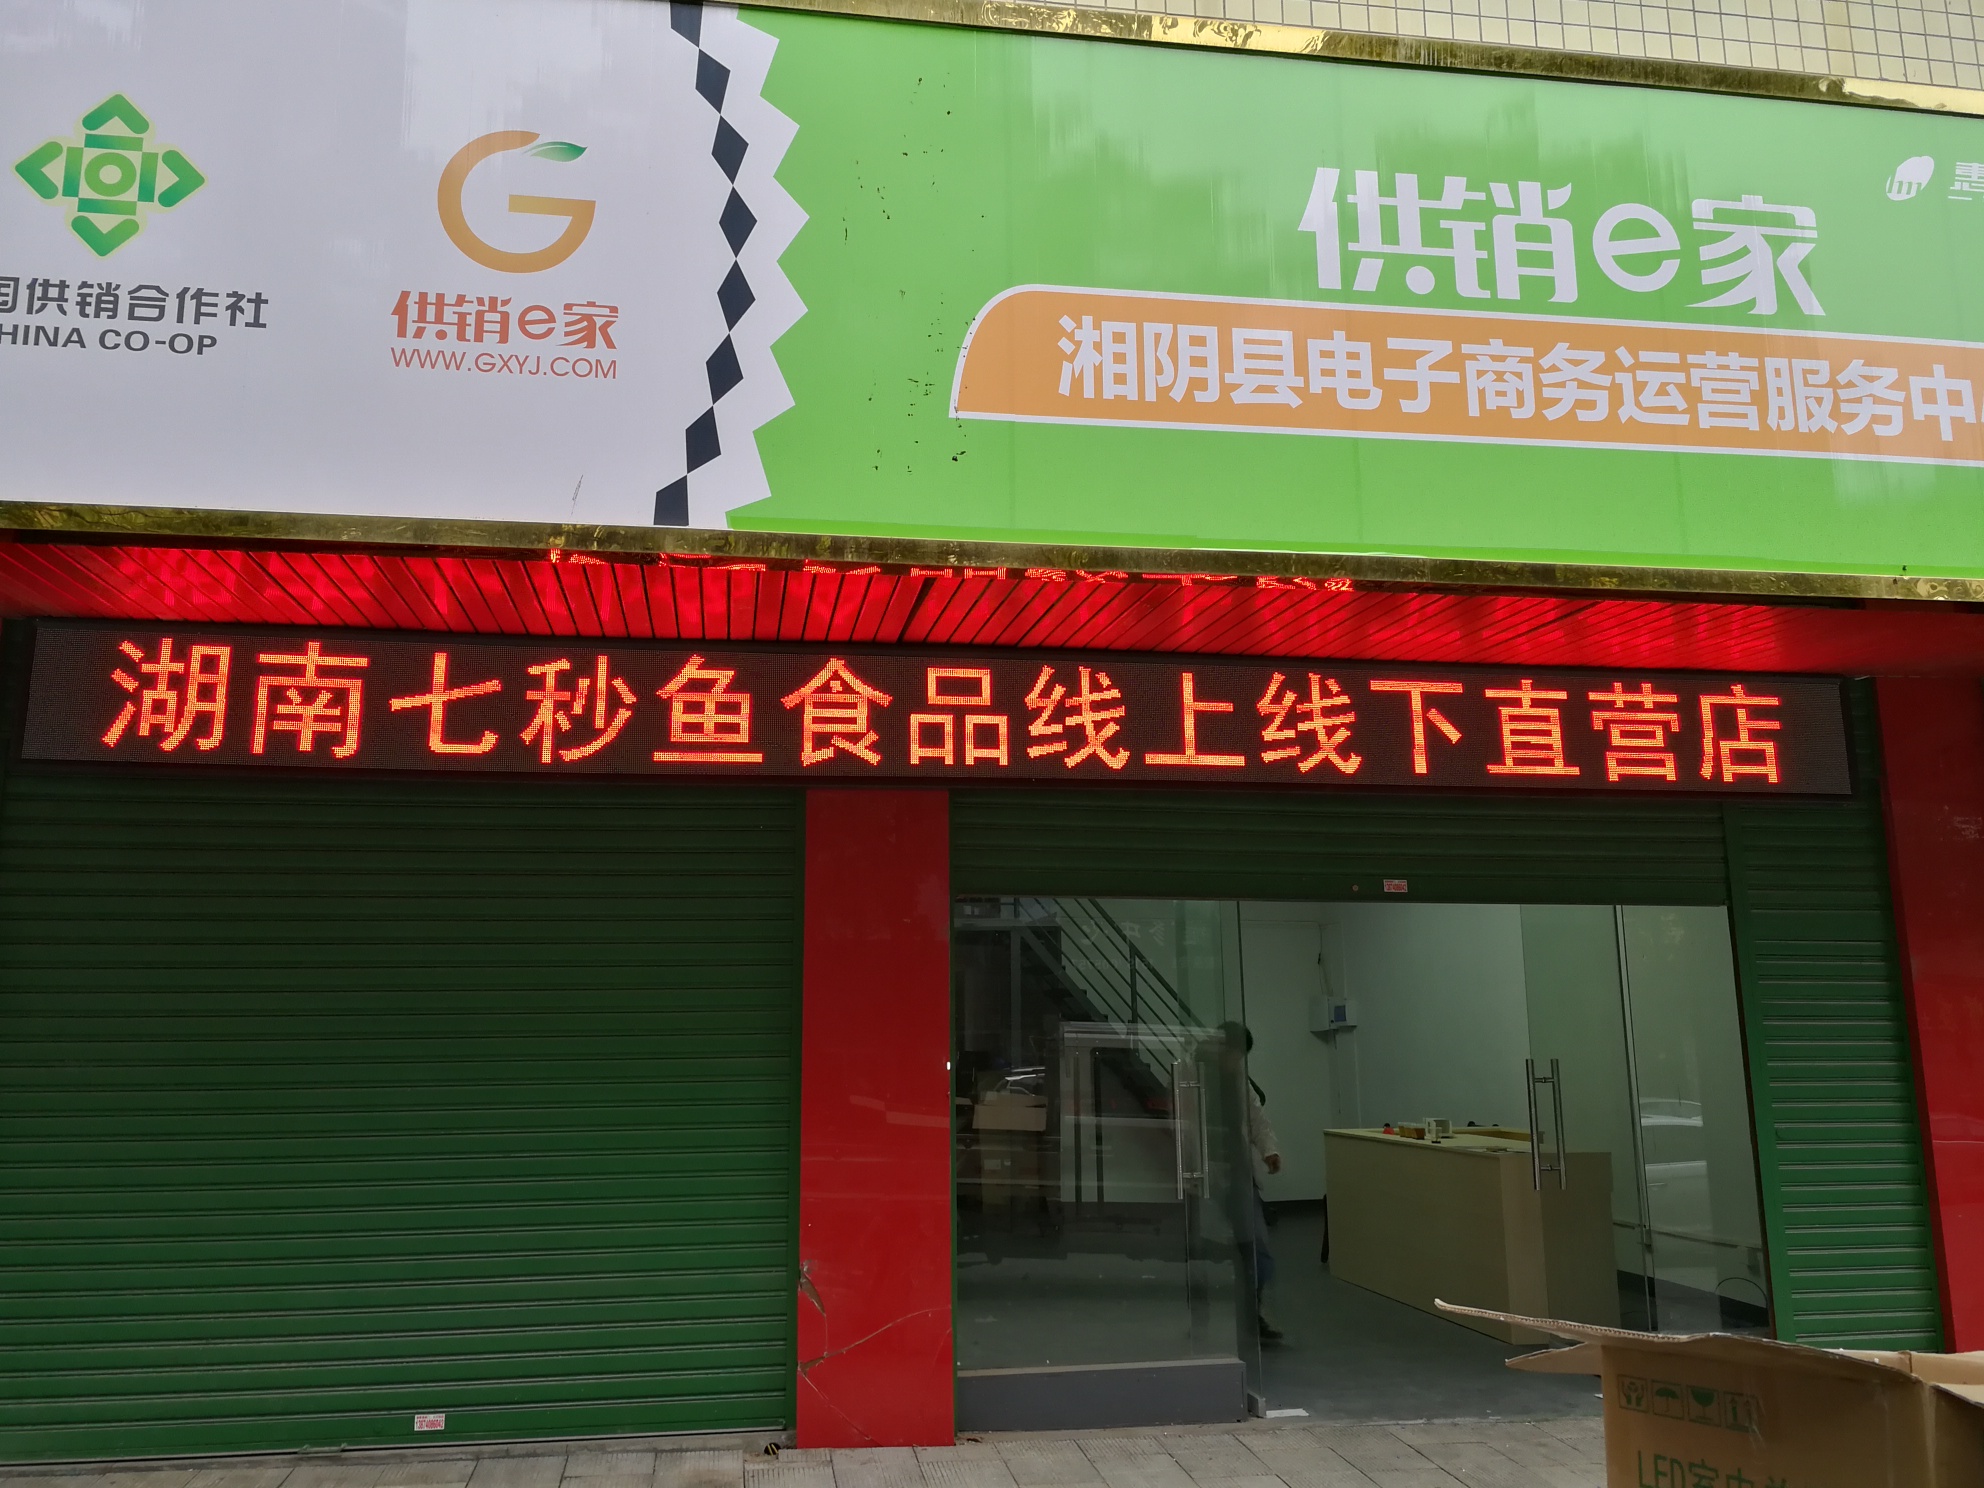 国供销合作社
HINA CO-OP
供销e家
WWW.GXYJ.COM
供销e家
惠
湘阴县电子商务运营服务中
湖南七秒鱼食品线上线下直营店